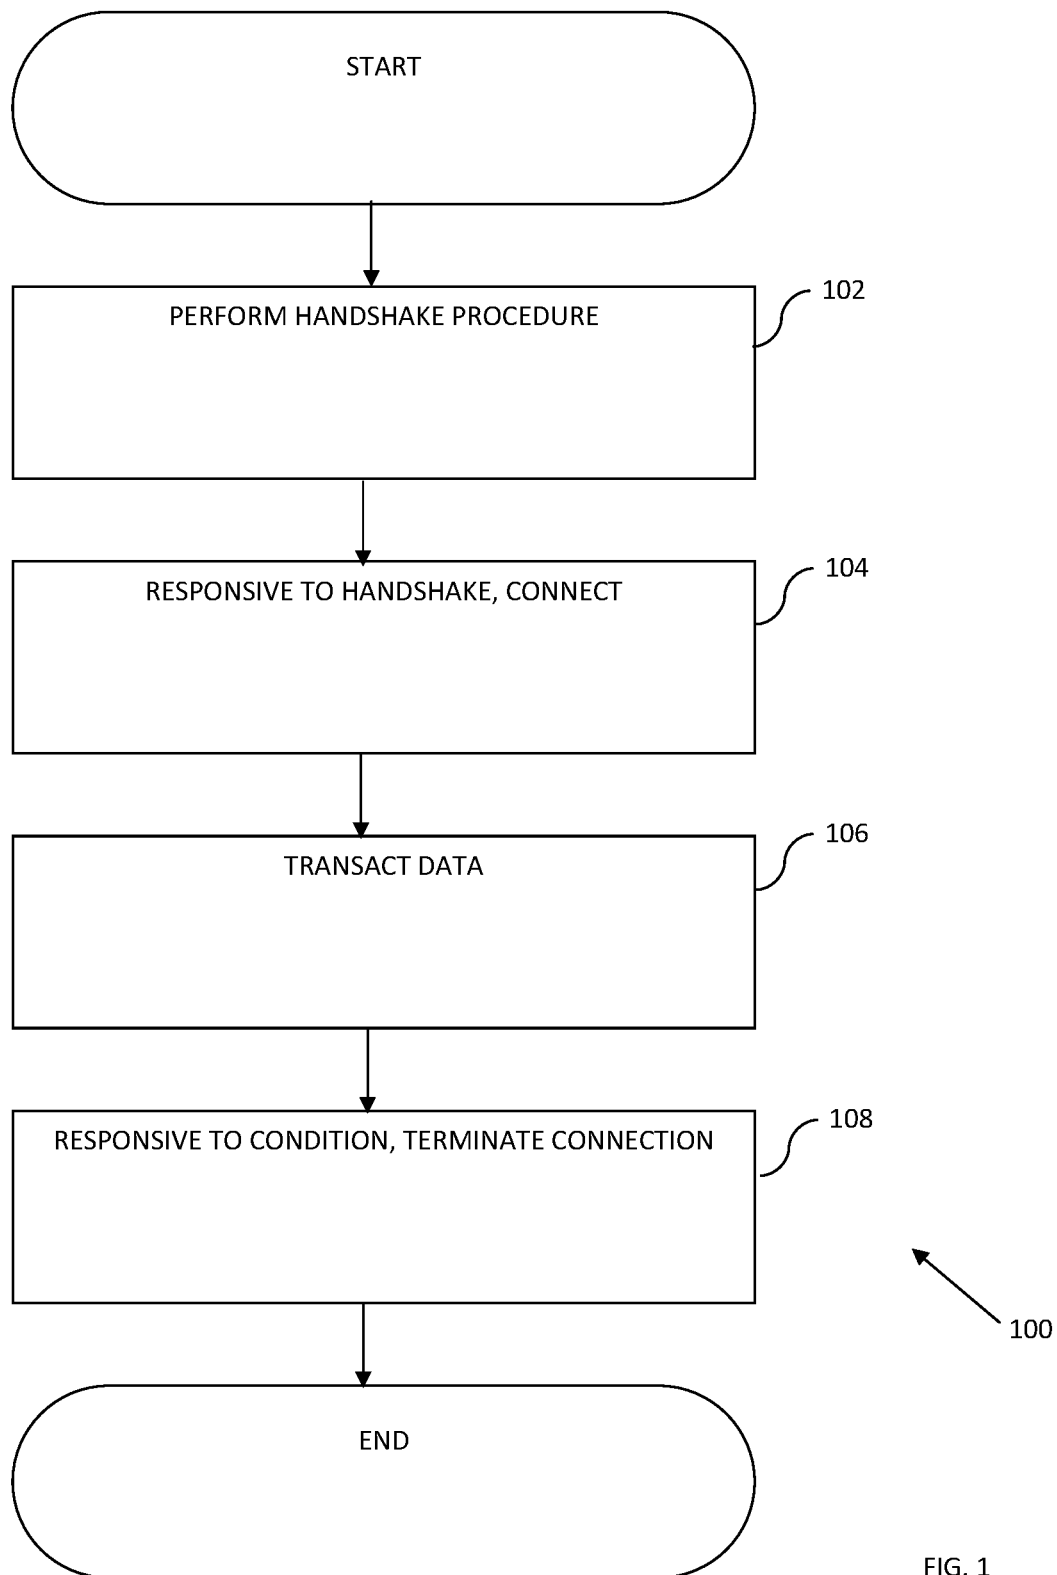 START
PERFORM HANDSHAKE PROCEDURE
102
RESPONSIVE TO HANDSHAKE, CONNECT
104
TRANSACT DATA
106
RESPONSIVE TO CONDITION, TERMINATE CONNECTION
108
100
END
FIG. 1